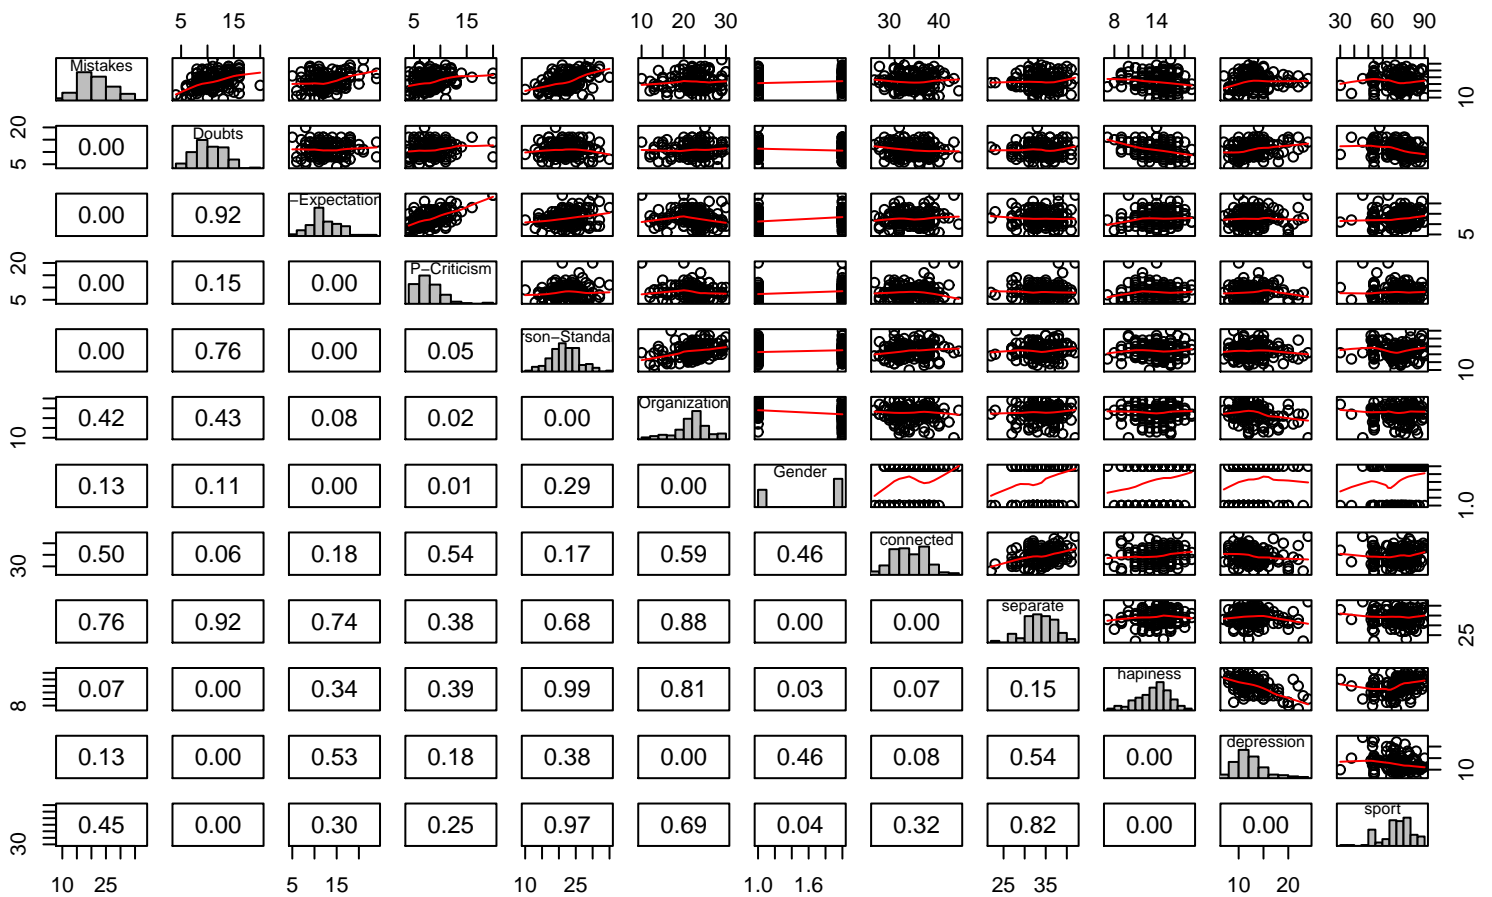 5 15 5 15 10 20 30 30 40 8 14 30 60 90
Mistakes 10
20 5 0.00 Doubts
0.00 0.92 −Expectation 5
20 5 0.00 0.15 0.00 P−Criticism
0.00 0.76 0.00 0.05 rson−Standa 10
10 0.42 0.43 0.08 0.02 0.00 Organization
0.13 0.11 0.00 0.01 0.29 0.00 Gender 1.0
30 0.50 0.06 0.18 0.54 0.17 0.59 0.46 connected
0.76 0.92 0.74 0.38 0.68 0.88 0.00 0.00 separate 25
8 0.07 0.00 0.34 0.39 0.99 0.81 0.03 0.07 0.15 hapiness
0.13 0.00 0.53 0.18 0.38 0.00 0.46 0.08 0.54 0.00 depression 10
30 0.45 0.00 0.30 0.25 0.97 0.69 0.04 0.32 0.82 0.00 0.00 sport
10 25 5 15 10 25 1.0 1.6 25 35 10 20